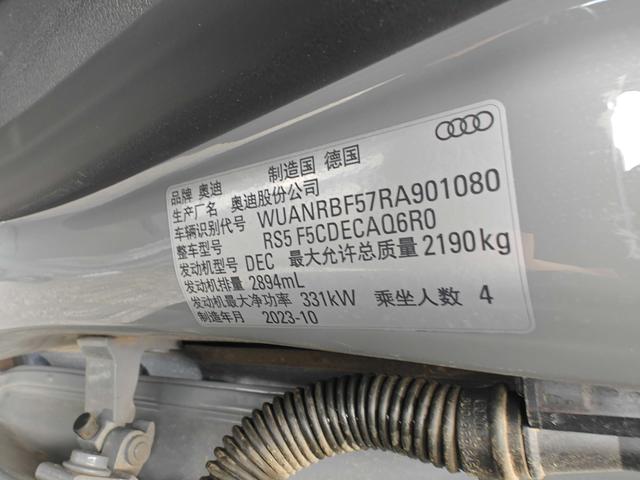 品牌 奥迪 制造国 德国
生产厂名 奥迪股份公司
车辆识别代号 WUANRBF57RA901080
整车型号 RS5 F5CDECAQ6R0
发动机型号 DEC 最大允许总质量 2190kg
发动机排量 2894mL
发动机最大净功率 331kW 乘坐人数 4
制造年月 2023-10